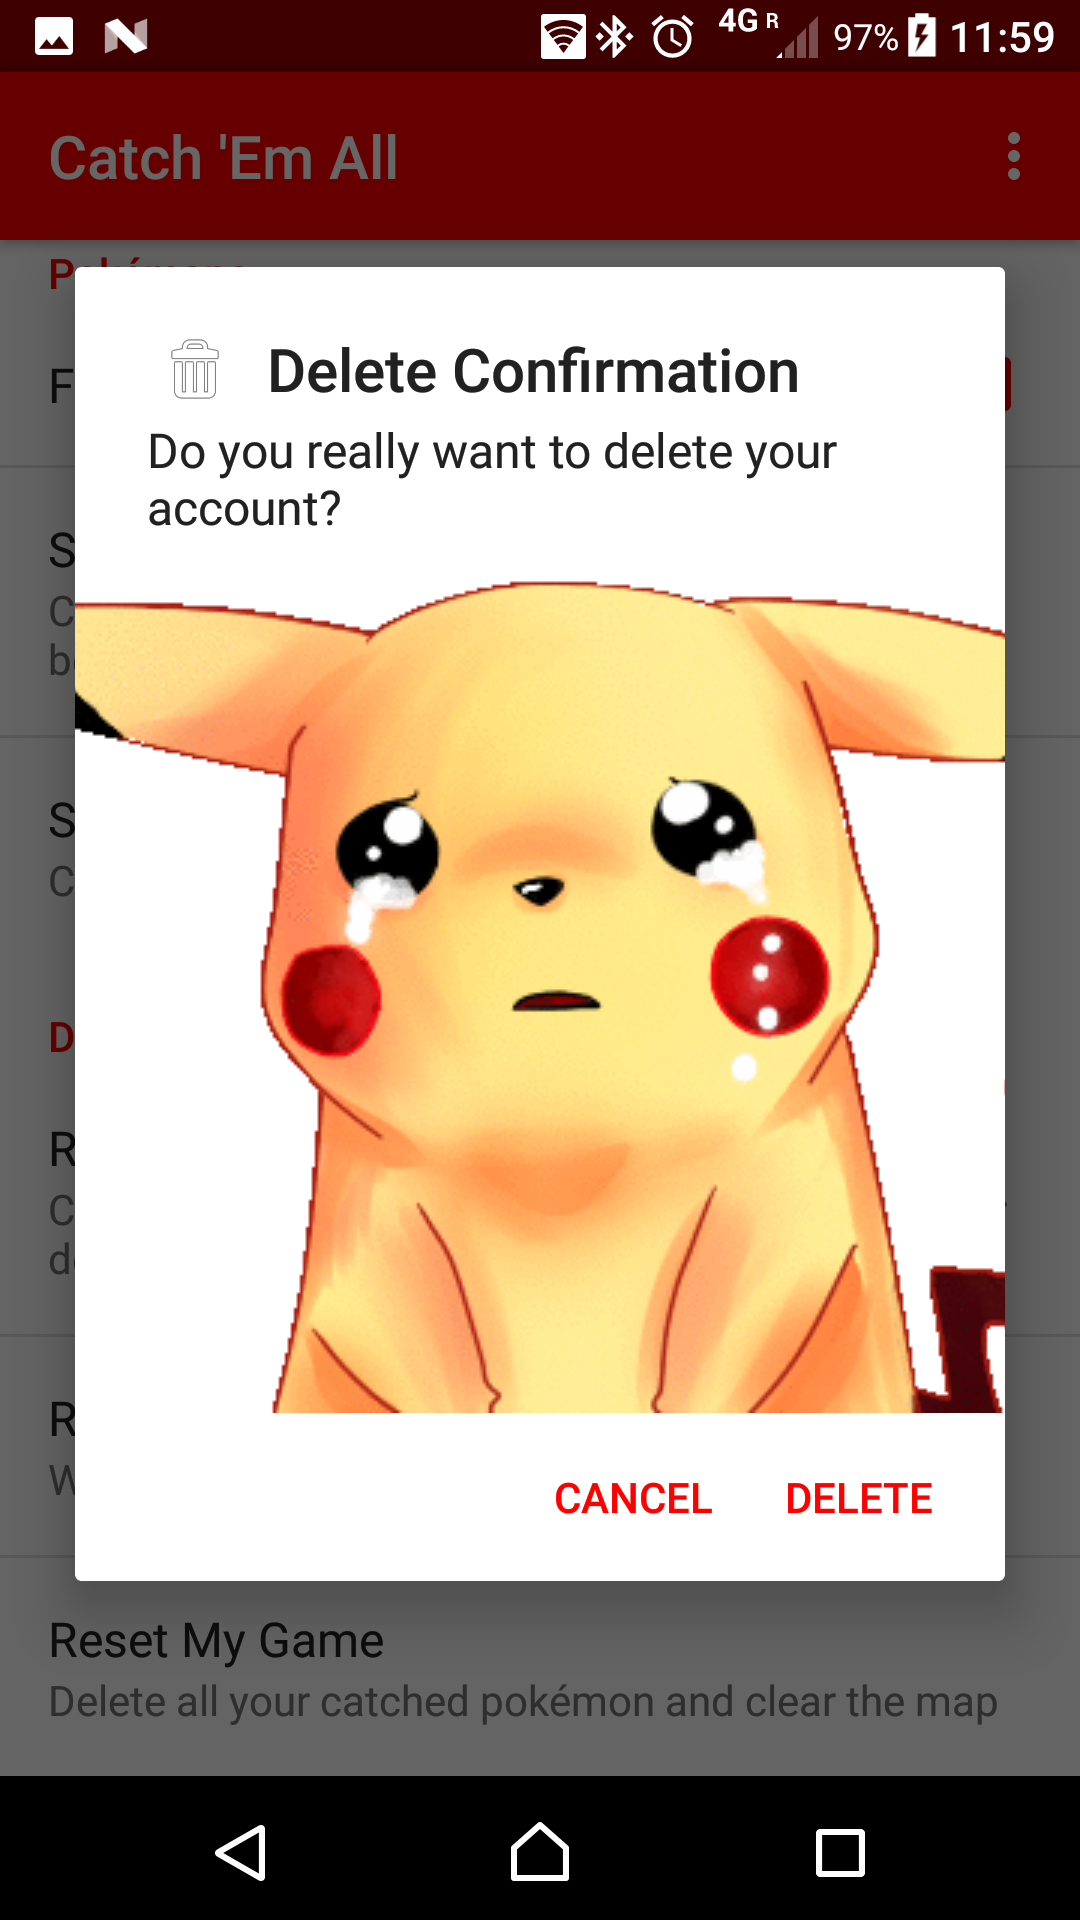 4G R 97% 11:59
Catch 'Em All
Delete Confirmation
Do you really want to delete your
account?
CANCEL DELETE
Reset My Game
Delete all your catched pokémon and clear the map